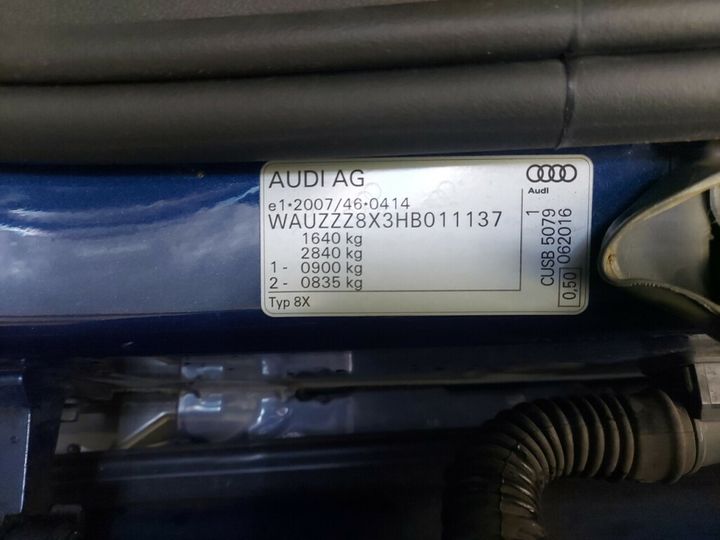 AUDI AG
Audi
e1•2007/46•0414
WAUZZZ8X3HB011137
1640 kg
2840 kg
1 - 0900 kg
2 - 0835 kg
Typ 8X
1
CUSB 5079
0,50 062016